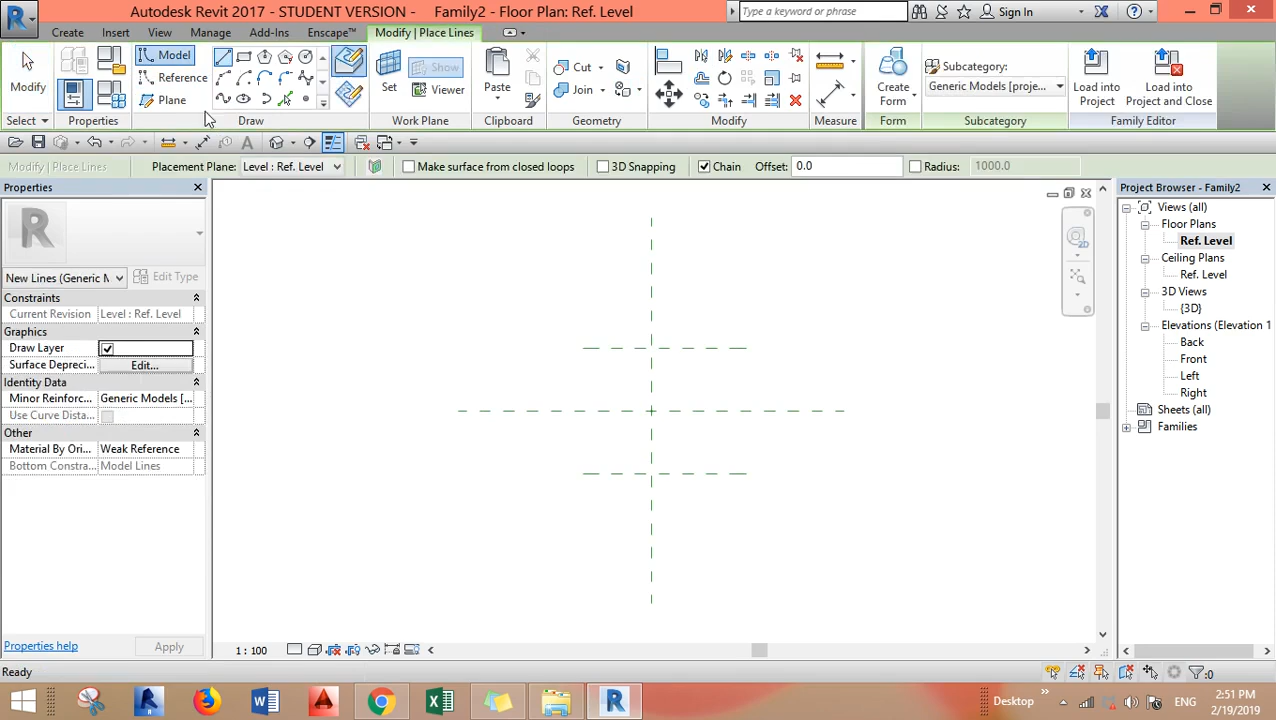 Autodesk Revit 2017 - STUDENT VERSION - Family2 - Floor Plan: Ref. Level
Type a keyword or phrase
Sign In
Create Insert View Manage Add-Ins Enscape™ Modify | Place Lines
Model
Reference
Plane
Modify
Set
Show
Viewer
Paste
Cut
Join
Create Form
Subcategory:
Generic Models [proje...
Load into Project
Load into Project and Close
Select Properties Draw Work Plane Clipboard Geometry Modify Measure Form Subcategory Family Editor
Modify | Place Lines Placement Plane: Level : Ref. Level Make surface from closed loops 3D Snapping Chain Offset: 0.0 Radius: 1000.0
Properties
R
New Lines (Generic M Edit Type
Constraints
Current Revision Level : Ref. Level
Graphics
Draw Layer
Surface Depreci... Edit...
Identity Data
Minor Reinforc... Generic Models [...
Use Curve Dista...
Other
Material By Ori... Weak Reference
Bottom Constra... Model Lines
Properties help Apply
2D
Project Browser - Family2
Views (all)
Floor Plans
Ref. Level
Ceiling Plans
Ref. Level
3D Views
{3D}
Elevations (Elevation 1
Back
Front
Left
Right
Sheets (all)
Families
1 : 100
Ready
:0
Desktop
ENG
2:51 PM
2/19/2019